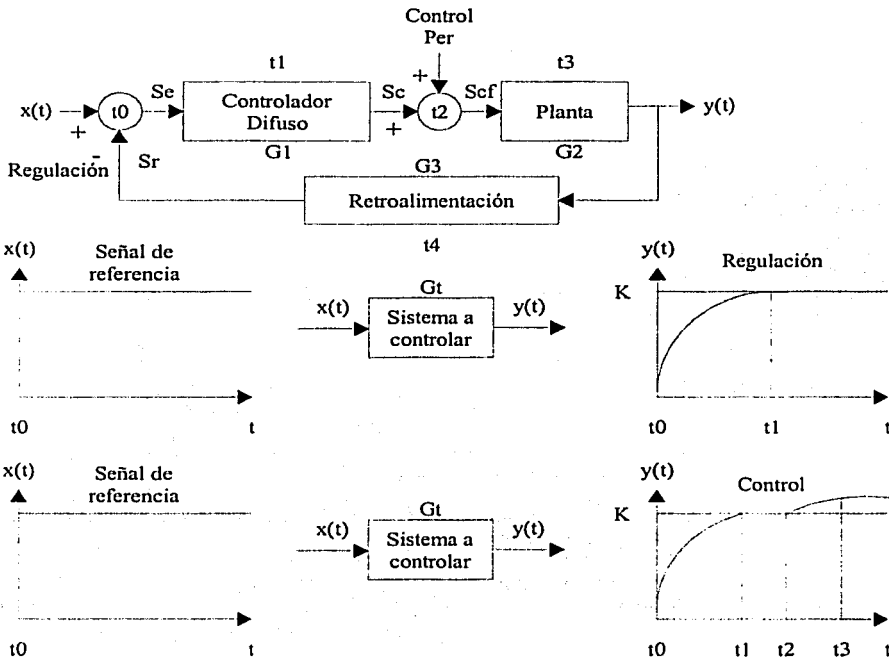 Control
Per
t1
t3
x(t)
+
t0
Se
Controlador
Difuso
G1
Sc
+
+
t2
Scf
Planta
G2
y(t)
Regulación
-
Sr
G3
Retroalimentación
t4
x(t)
Señal de
referencia
t0
t
Gt
x(t)
Sistema a
controlar
y(t)
y(t)
Regulación
K
t0
t1
t
x(t)
Señal de
referencia
t0
t
Gt
x(t)
Sistema a
controlar
y(t)
y(t)
Control
K
t0
t1
t2
t3
t